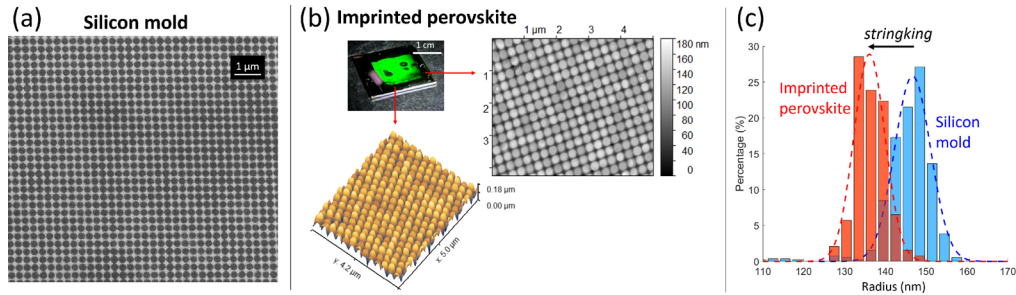 (a)
Silicon mold
1 µm
(b)
Imprinted perovskite
1 cm
1 µm 2 3 4
1
2
3
180 nm
160
140
120
100
80
60
40
20
0
0.18 µm
0.00 µm
y: 4.2 µm
x: 5.0 µm
(c)
stringking
Imprinted
perovskite
Silicon
mold
Percentage (%)
30
25
20
15
10
5
0
110 120 130 140 150 160 170
Radius (nm)